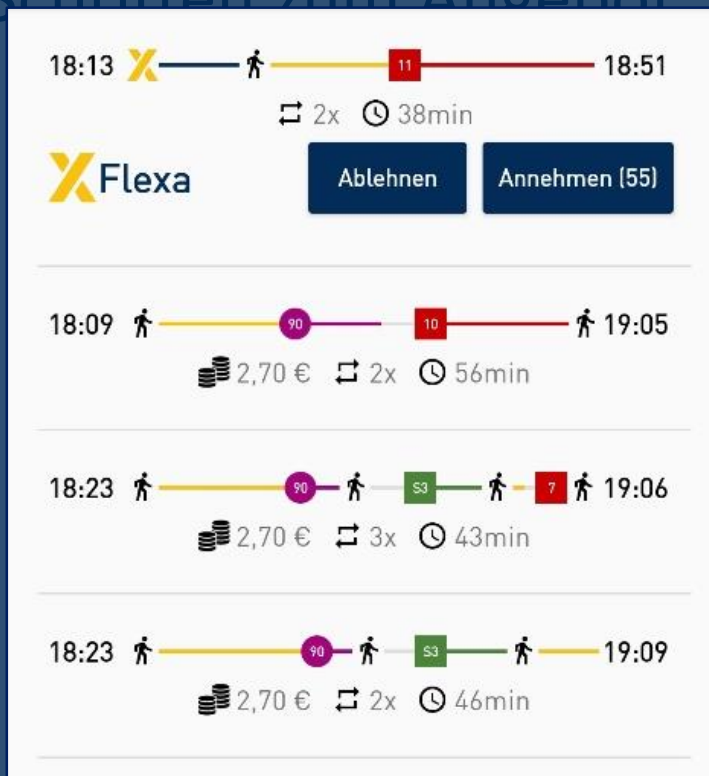 18:13 11 18:51
2x 38min
Flexa Ablehnen Annehmen (55)
18:09 90 10 19:05
2,70 € 2x 56min
18:23 90 S3 7 19:06
2,70 € 3x 43min
18:23 90 S3 19:09
2,70 € 2x 46min